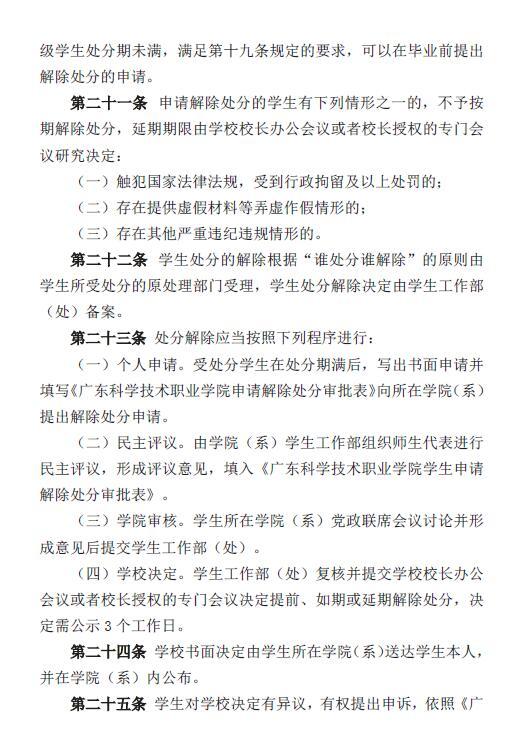 级学生处分期未满，满足第十九条规定的要求，可以在毕业前提出
解除处分的申请。
第二十一条 申请解除处分的学生有下列情形之一的，不予按
期解除处分，延期期限由学校校长办公会议或者校长授权的专门会
议研究决定：
（一）触犯国家法律法规，受到行政拘留及以上处罚的；
（二）存在提供虚假材料等弄虚作假情形的；
（三）存在其他严重违纪违规情形的。
第二十二条 学生处分的解除根据“谁处分谁解除”的原则由
学生所受处分的原处理部门受理，学生处分解除决定由学生工作部
（处）备案。
第二十三条 处分解除应当按照下列程序进行：
（一）个人申请。受处分学生在处分期满后，写出书面申请并
填写《广东科学技术职业学院申请解除处分审批表》向所在学院（系）
提出解除处分申请。
（二）民主评议。由学院（系）学生工作部组织师生代表进行
民主评议，形成评议意见，填入《广东科学技术职业学院学生申请
解除处分审批表》。
（三）学院审核。学生所在学院（系）党政联席会议讨论并形
成意见后提交学生工作部（处）。
（四）学校决定。学生工作部（处）复核并提交学校校长办公
会议或者校长授权的专门会议决定提前、如期或延期解除处分，决
定需公示 3 个工作日。
第二十四条 学校书面决定由学生所在学院（系）送达学生本人，
并在学院（系）内公布。
第二十五条 学生对学校决定有异议，有权提出申诉，依照《广